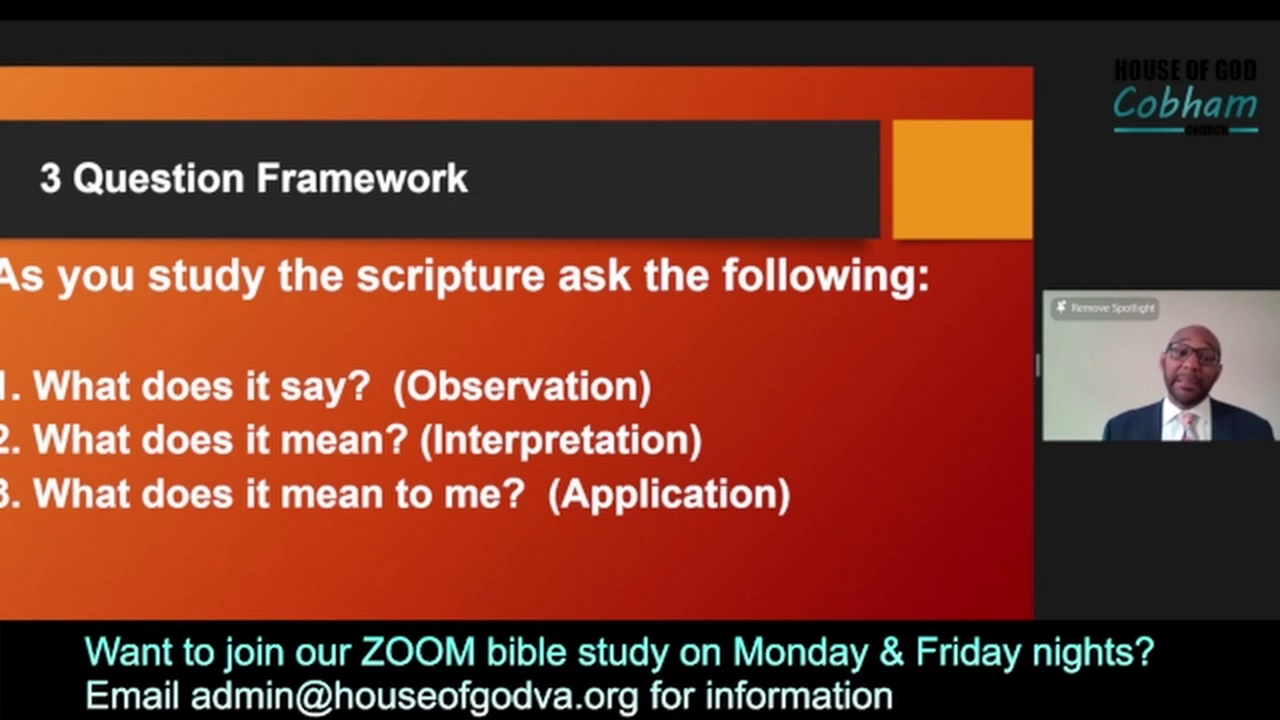 HOUSE OF GOD
Cobham
CHURCH
3 Question Framework
As you study the scripture ask the following:
Remove Spotlight
1. What does it say? (Observation)
2. What does it mean? (Interpretation)
3. What does it mean to me? (Application)
Want to join our ZOOM bible study on Monday & Friday nights?
Email admin@houseofgodva.org for information